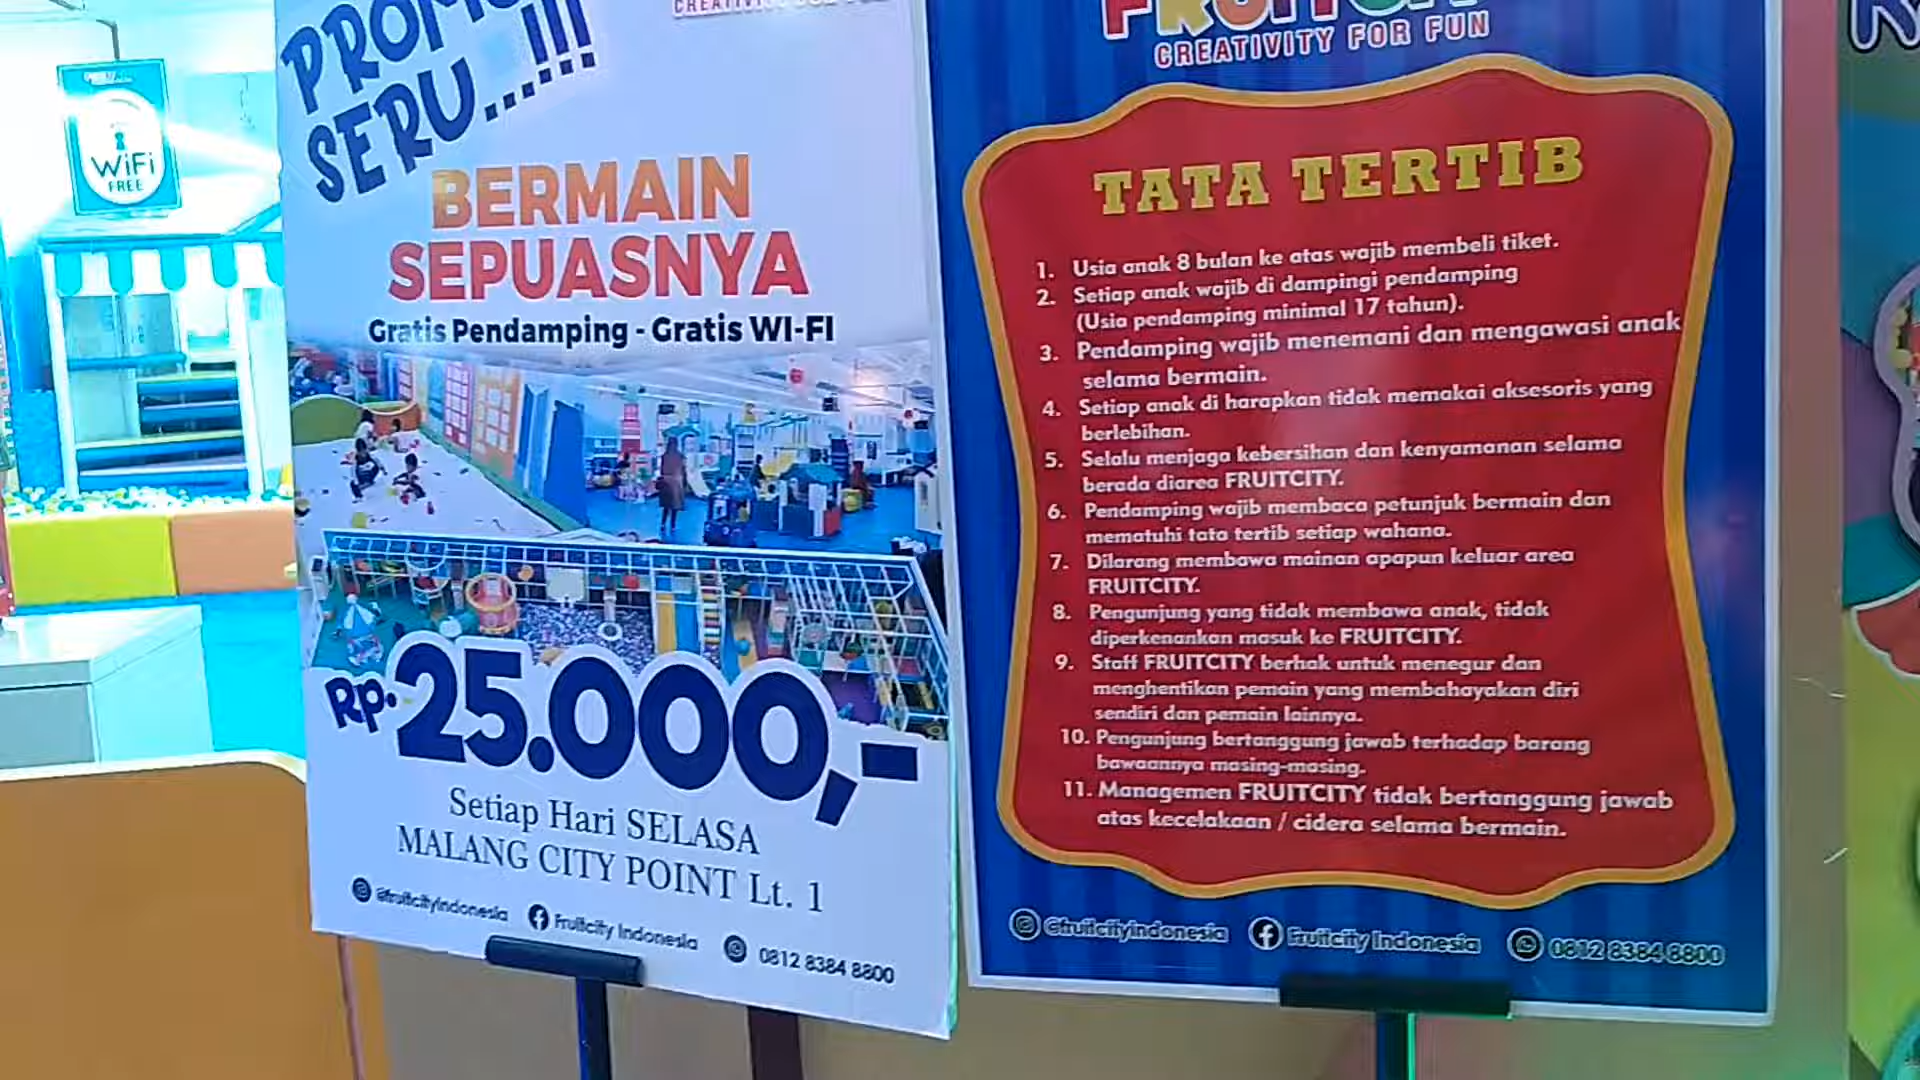 WiFi
FREE
SERU...!!!
BERMAIN
SEPUASNYA
Gratis Pendamping - Gratis WI-FI
Rp.25.000,-
Setiap Hari SELASA
MALANG CITY POINT Lt. 1
@fruitcityindonesia Fruitcity Indonesia 0812 8384 8800
CREATIVITY FOR FUN
TATA TERTIB
1. Usia anak 8 bulan ke atas wajib membeli tiket.
2. Setiap anak wajib di dampingi pendamping
(Usia pendamping minimal 17 tahun).
3. Pendamping wajib menemani dan mengawasi anak
selama bermain.
4. Setiap anak di harapkan tidak memakai aksesoris yang
berlebihan.
5. Selalu menjaga kebersihan dan kenyamanan selama
berada diarea FRUITCITY.
6. Pendamping wajib membaca petunjuk bermain dan
mematuhi tata tertib setiap wahana.
7. Dilarang membawa mainan apapun keluar area
FRUITCITY.
8. Pengunjung yang tidak membawa anak, tidak
diperkenankan masuk ke FRUITCITY.
9. Staff FRUITCITY berhak untuk menegur dan
menghentikan pemain yang membahayakan diri
sendiri dan pemain lainnya.
10. Pengunjung bertanggung jawab terhadap barang
bawaannya masing-masing.
11. Managemen FRUITCITY tidak bertanggung jawab
atas kecelakaan / cidera selama bermain.
@fruitcityindonesia Fruitcity Indonesia 0812 8384 8800